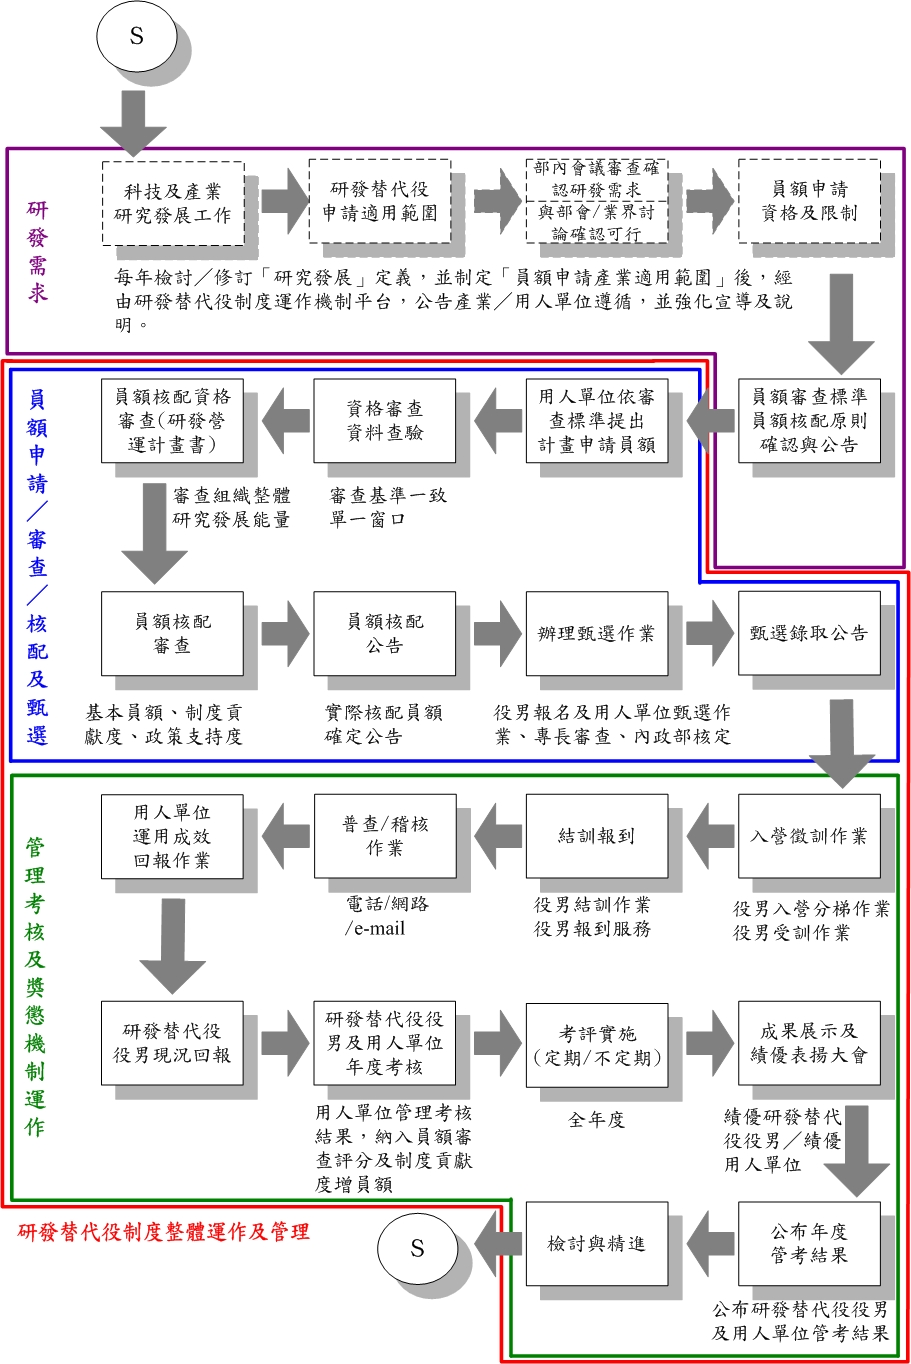 S
研發需求
科技及產業
研究發展工作
研發替代役
申請適用範圍
部內會議審查確
認研發需求
與部會/業界討
論確認可行
員額申請
資格及限制
每年檢討／修訂「研究發展」定義，並制定「員額申請產業適用範圍」後，經
由研發替代役制度運作機制平台，公告產業／用人單位遵循，並強化宣導及說
明。
員額審查標準
員額核配原則
確認與公告
員額申請／審查／核配及甄選
用人單位依審
查標準提出
計畫申請員額
資格審查
資料查驗
審查基準一致
單一窗口
員額核配資格
審查(研發營
運計畫書)
審查組織整體
研究發展能量
員額核配
審查
基本員額、制度貢
獻度、政策支持度
員額核配
公告
實際核配員額
確定公告
辦理甄選作業
役男報名及用人單位甄選作
業、專長審查、內政部核定
甄選錄取公告
管理考核及獎懲機制運作
入營徵訓作業
役男入營分梯作業
役男受訓作業
結訓報到
役男結訓作業
役男報到服務
普查/稽核
作業
電話/網路
/e-mail
用人單位
運用成效
回報作業
研發替代役
役男現況回報
研發替代役役
男及用人單位
年度考核
用人單位管理考核
結果，納入員額審
查評分及制度貢獻
度增員額
考評實施
(定期/不定期)
全年度
成果展示及
績優表揚大會
績優研發替代
役役男／績優
用人單位
公布年度
管考結果
公布研發替代役役男
及用人單位管考結果
檢討與精進
S
研發替代役制度整體運作及管理